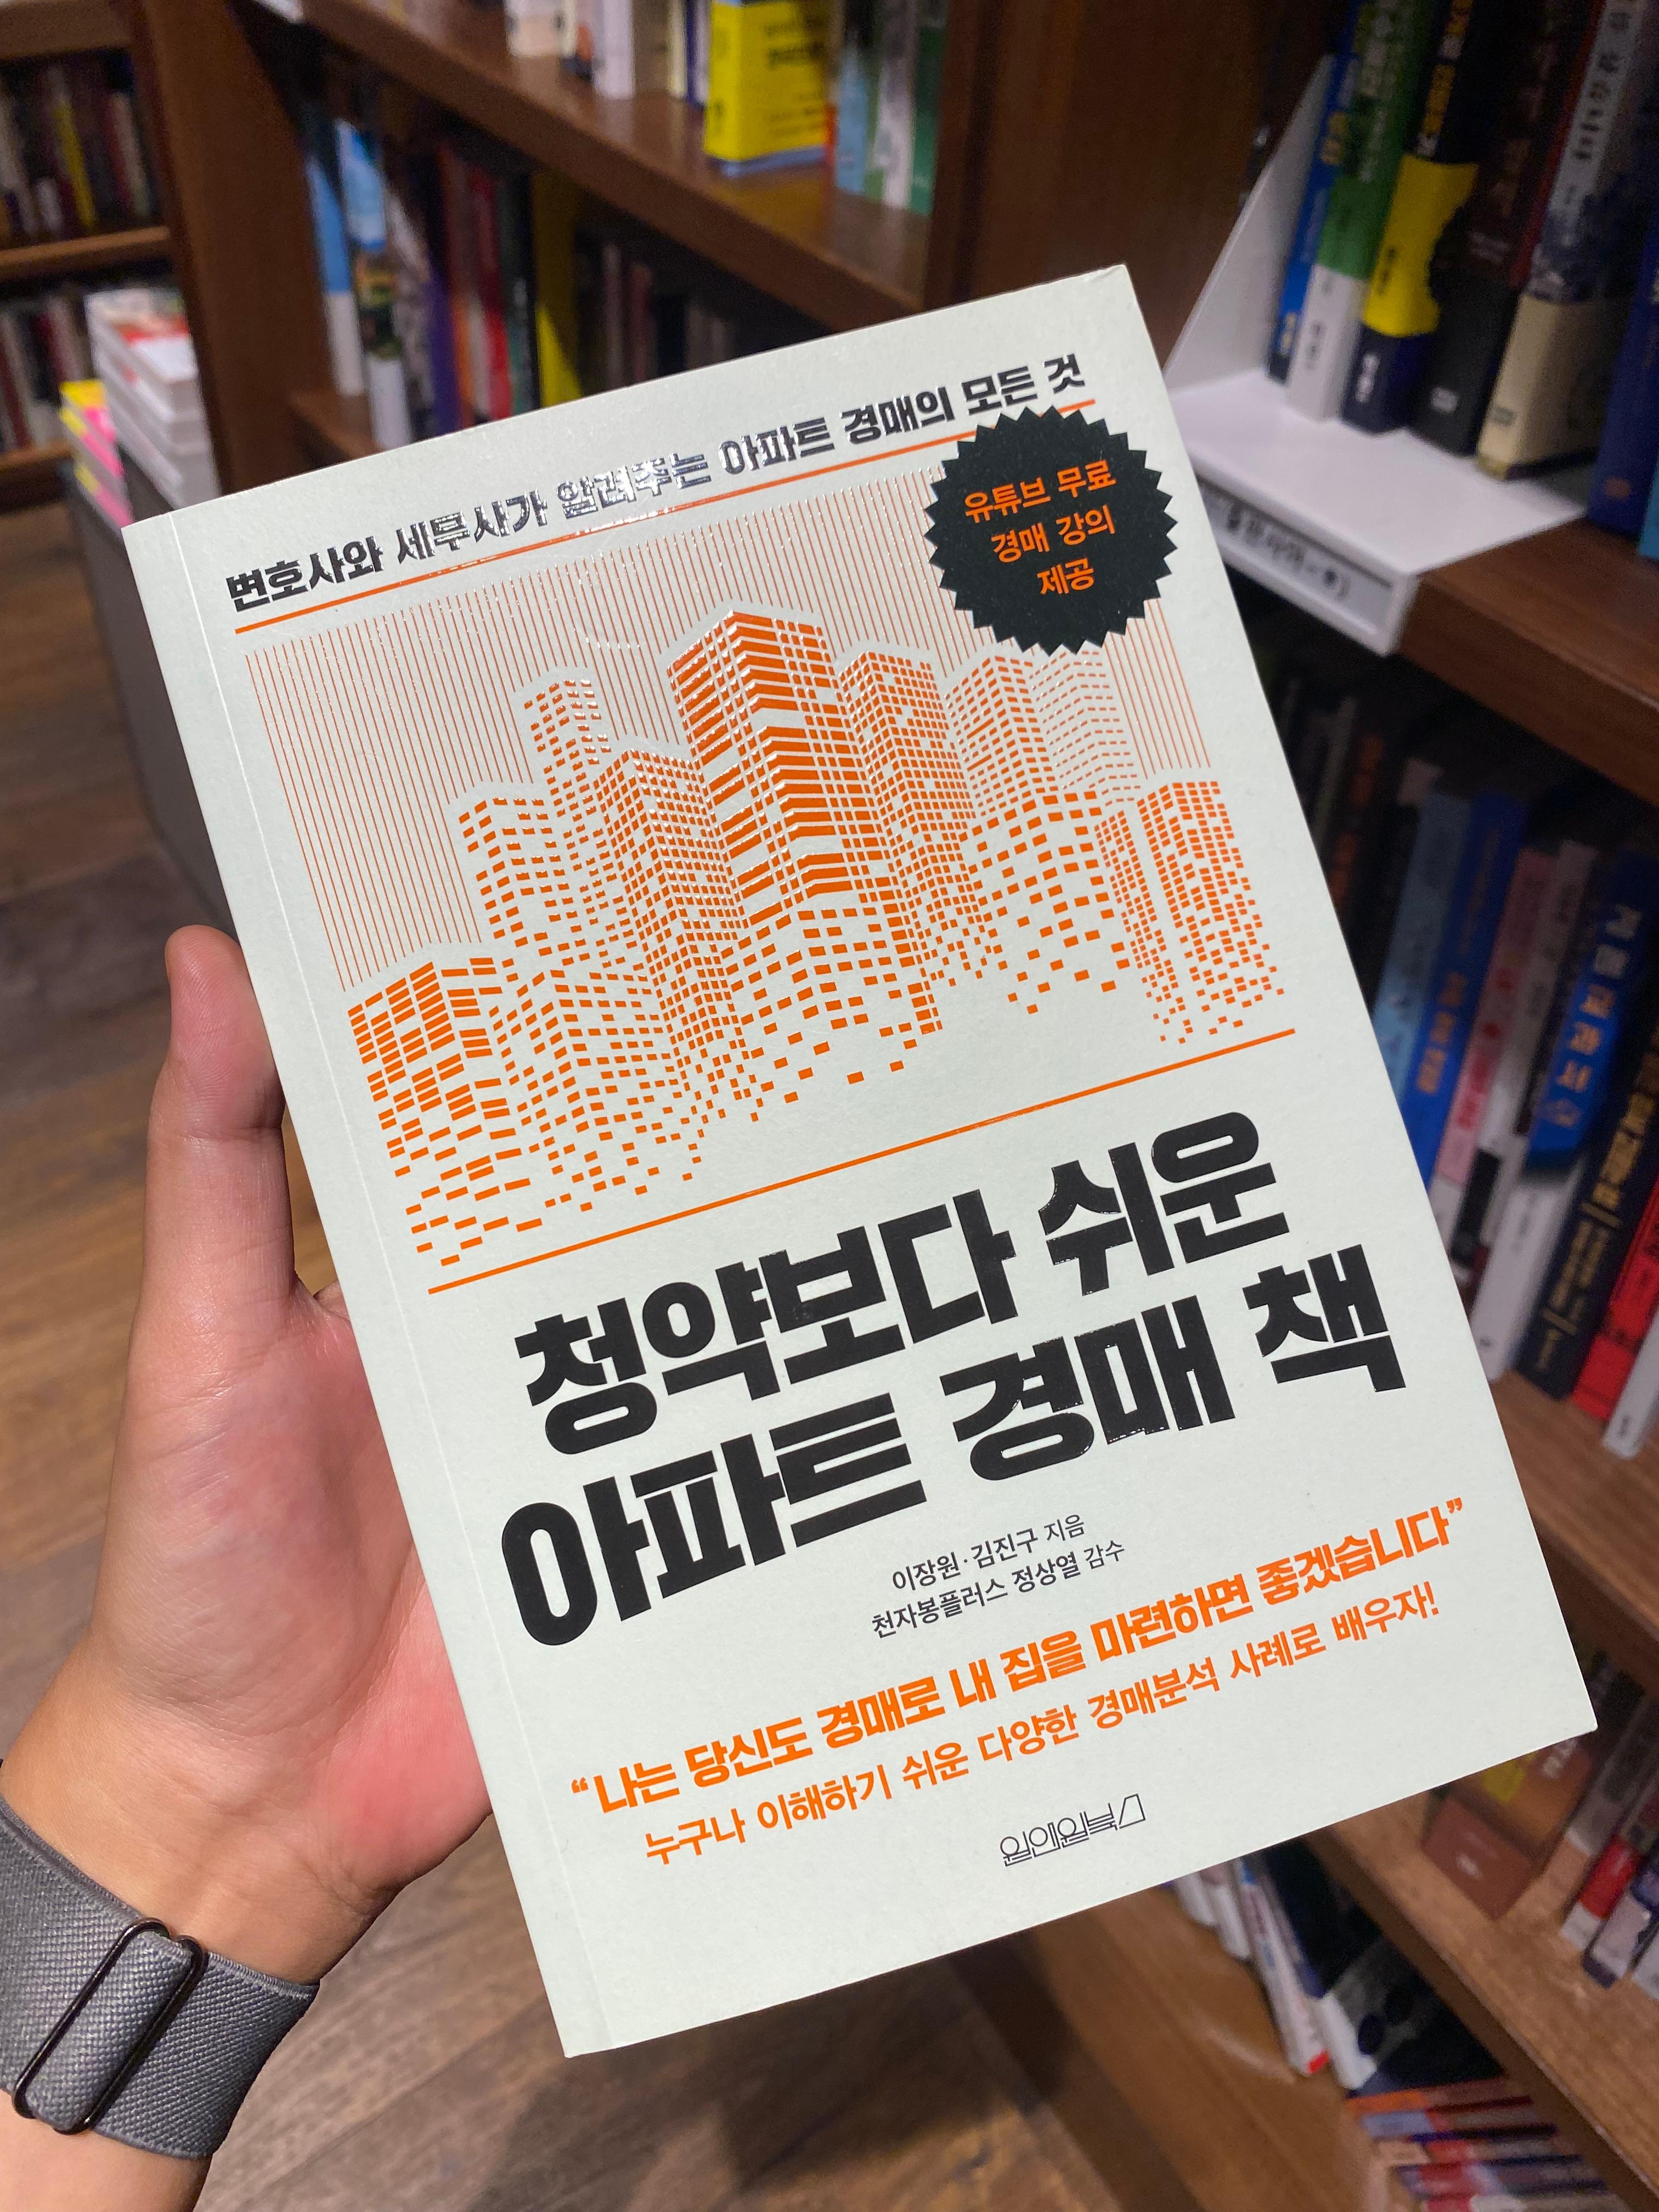 변호사와 세무사가 알려주는 아파트 경매의 모든 것
유튜브 무료
경매 강의
제공
청약보다 쉬운
아파트 경매 책
이장원·김진구 지음
천자봉플러스 정상열 감수
“나는 당신도 경매로 내 집을 마련하면 좋겠습니다”
누구나 이해하기 쉬운 다양한 경매분석 사례로 배우자!
원앤원북스